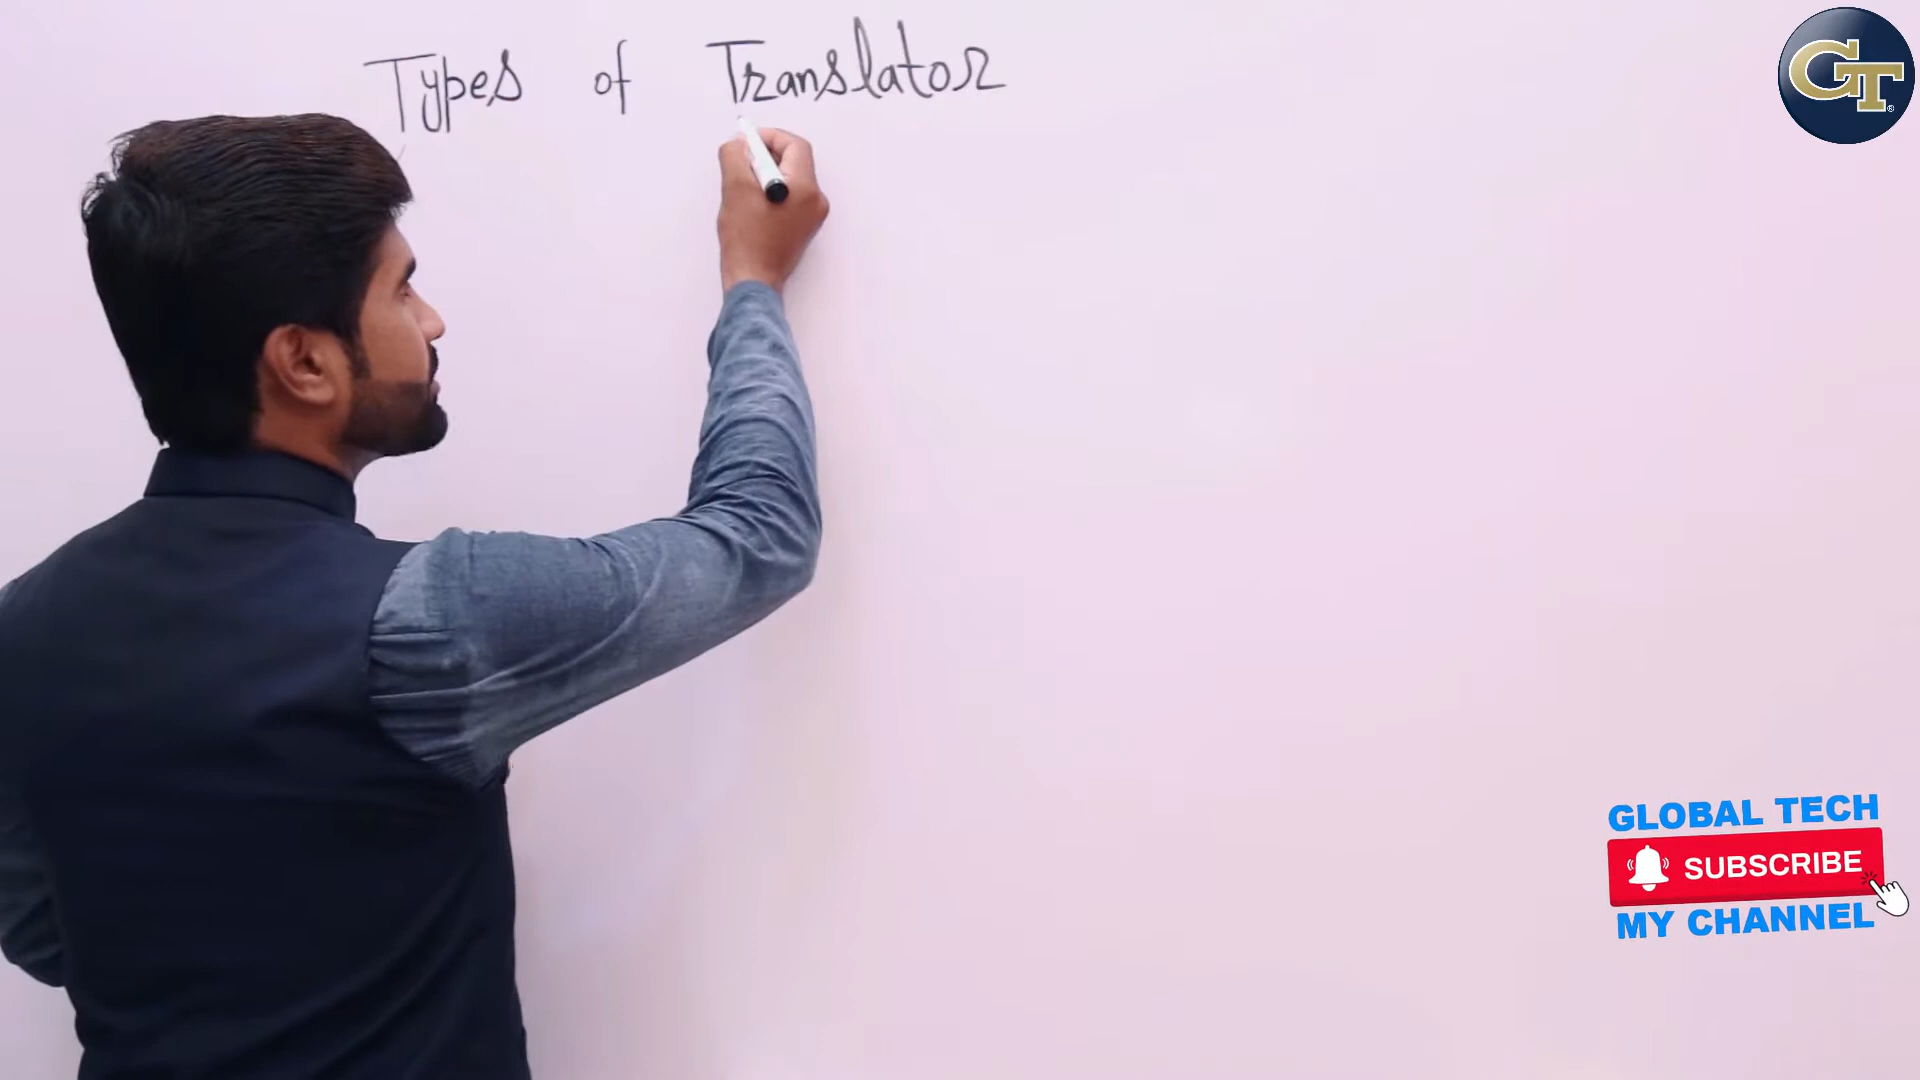 Types of Translator
GT
GLOBAL TECH
SUBSCRIBE
MY CHANNEL